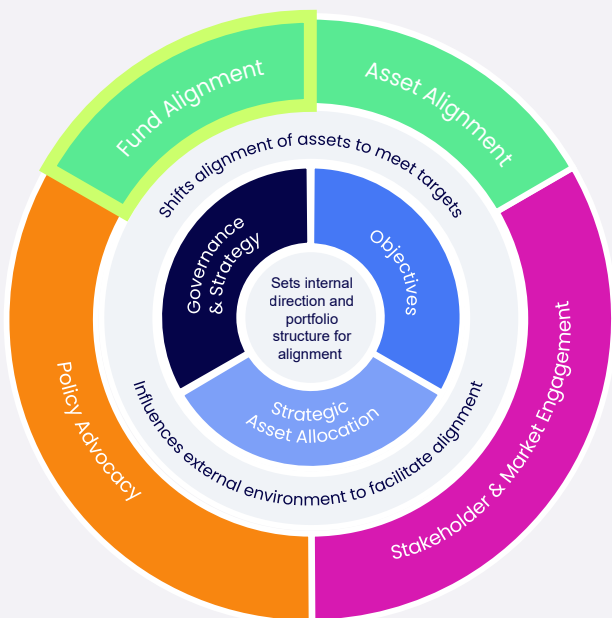 Fund Alignment
Asset Alignment
Shifts alignment of assets to meet targets
Governance
& Strategy
Objectives
Sets internal
direction and
portfolio
structure for
alignment
Strategic
Asset Allocation
Influences external environment to facilitate alignment
Policy Advocacy
Stakeholder & Market Engagement